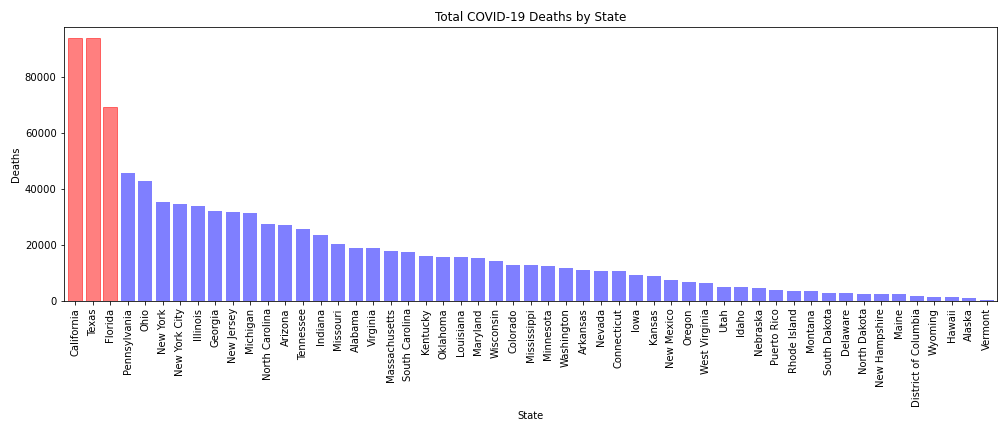 Total COVID-19 Deaths by State
Deaths
80000
60000
40000
20000
0
California
Texas
Florida
Pennsylvania
Ohio
New York
New York City
Illinois
Georgia
New Jersey
Michigan
North Carolina
Arizona
Tennessee
Indiana
Missouri
Alabama
Virginia
Massachusetts
South Carolina
Kentucky
Oklahoma
Louisiana
Maryland
Wisconsin
Colorado
Mississippi
Minnesota
Washington
Arkansas
Nevada
Connecticut
Iowa
Kansas
New Mexico
Oregon
West Virginia
Utah
Idaho
Nebraska
Puerto Rico
Rhode Island
Montana
South Dakota
Delaware
North Dakota
New Hampshire
Maine
District of Columbia
Wyoming
Hawaii
Alaska
Vermont
State